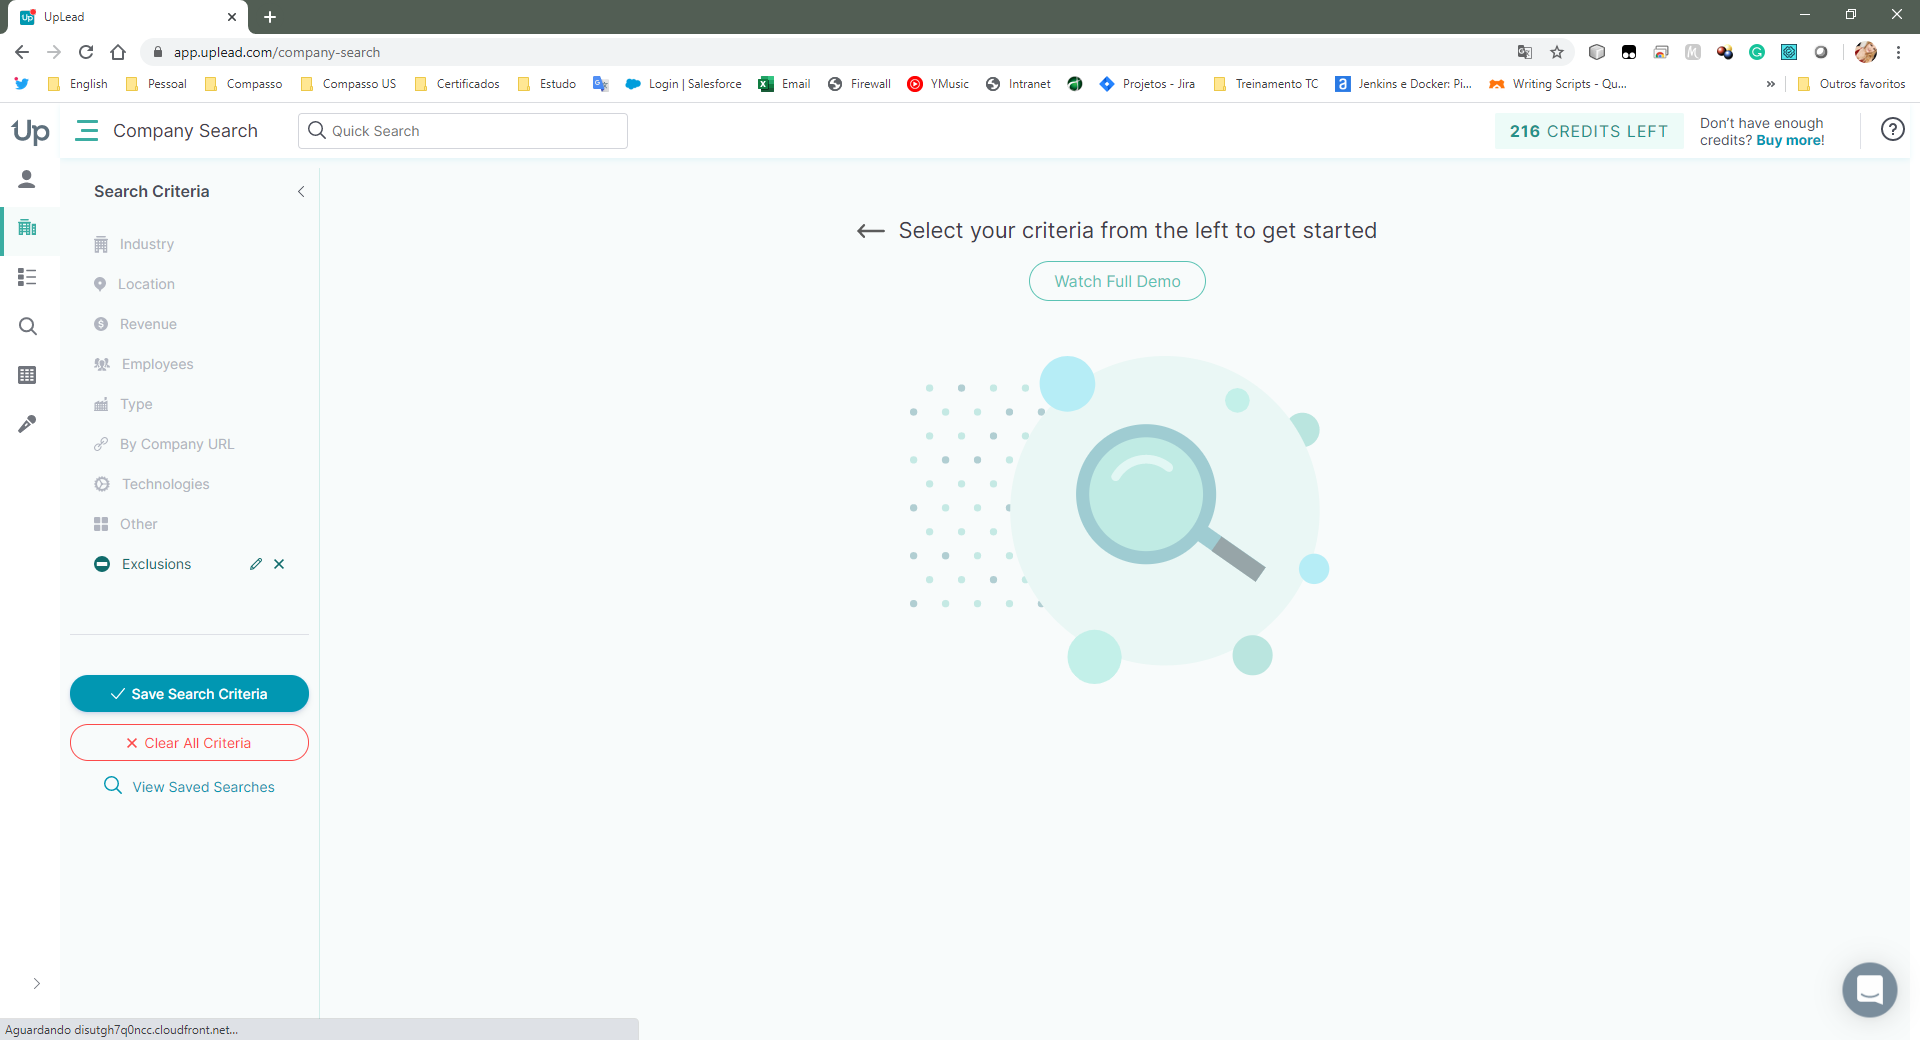 UpLead
app.uplead.com/company-search
English
Pessoal
Compasso
Compasso US
Certificados
Estudo
Login | Salesforce
Email
Firewall
YMusic
Intranet
Projetos - Jira
Treinamento TC
Jenkins e Docker: Pi...
Writing Scripts - Qu...
»
Outros favoritos
Up
Company Search
Quick Search
216 CREDITS LEFT
Don't have enough
credits? Buy more!
Search Criteria
Industry
Location
Revenue
Employees
Type
By Company URL
Technologies
Other
Exclusions
Save Search Criteria
Clear All Criteria
View Saved Searches
Select your criteria from the left to get started
Watch Full Demo
Aguardando disutgh7q0ncc.cloudfront.net...